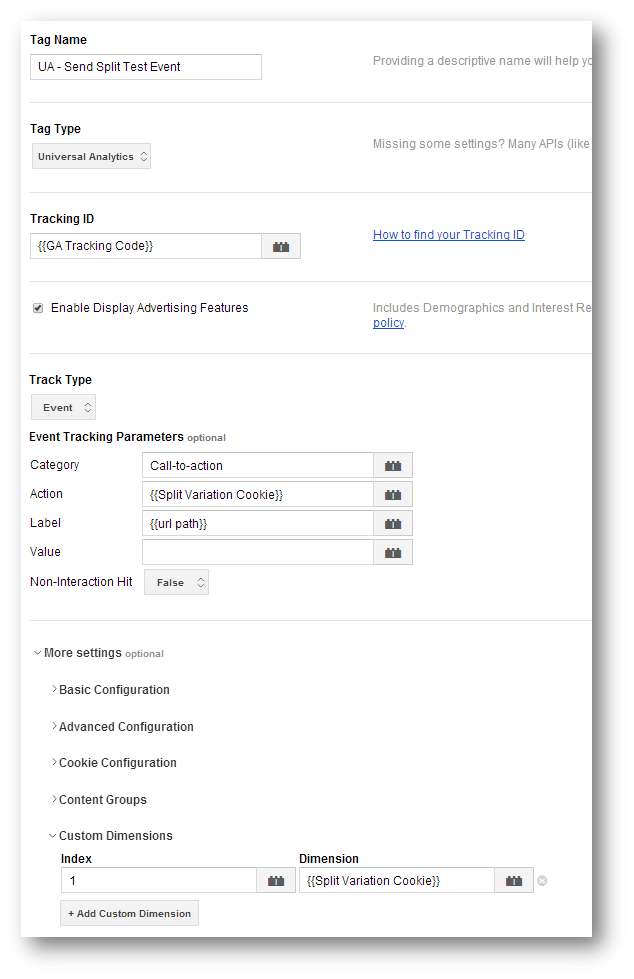 Tag Name
UA - Send Split Test Event
Providing a descriptive name will help
Tag Type
Universal Analytics
Missing some settings? Many APIs (like
Tracking ID
{{GA Tracking Code}}
How to find your Tracking ID
Enable Display Advertising Features
Includes Demographics and Interest
policy.
Track Type
Event
Event Tracking Parameters optional
Category
Call-to-action
Action
{{Split Variation Cookie}}
Label
{{url path}}
Value
Non-Interaction Hit
False
More settings optional
Basic Configuration
Advanced Configuration
Cookie Configuration
Content Groups
Custom Dimensions
Index Dimension
1 {{Split Variation Cookie}}
+ Add Custom Dimension